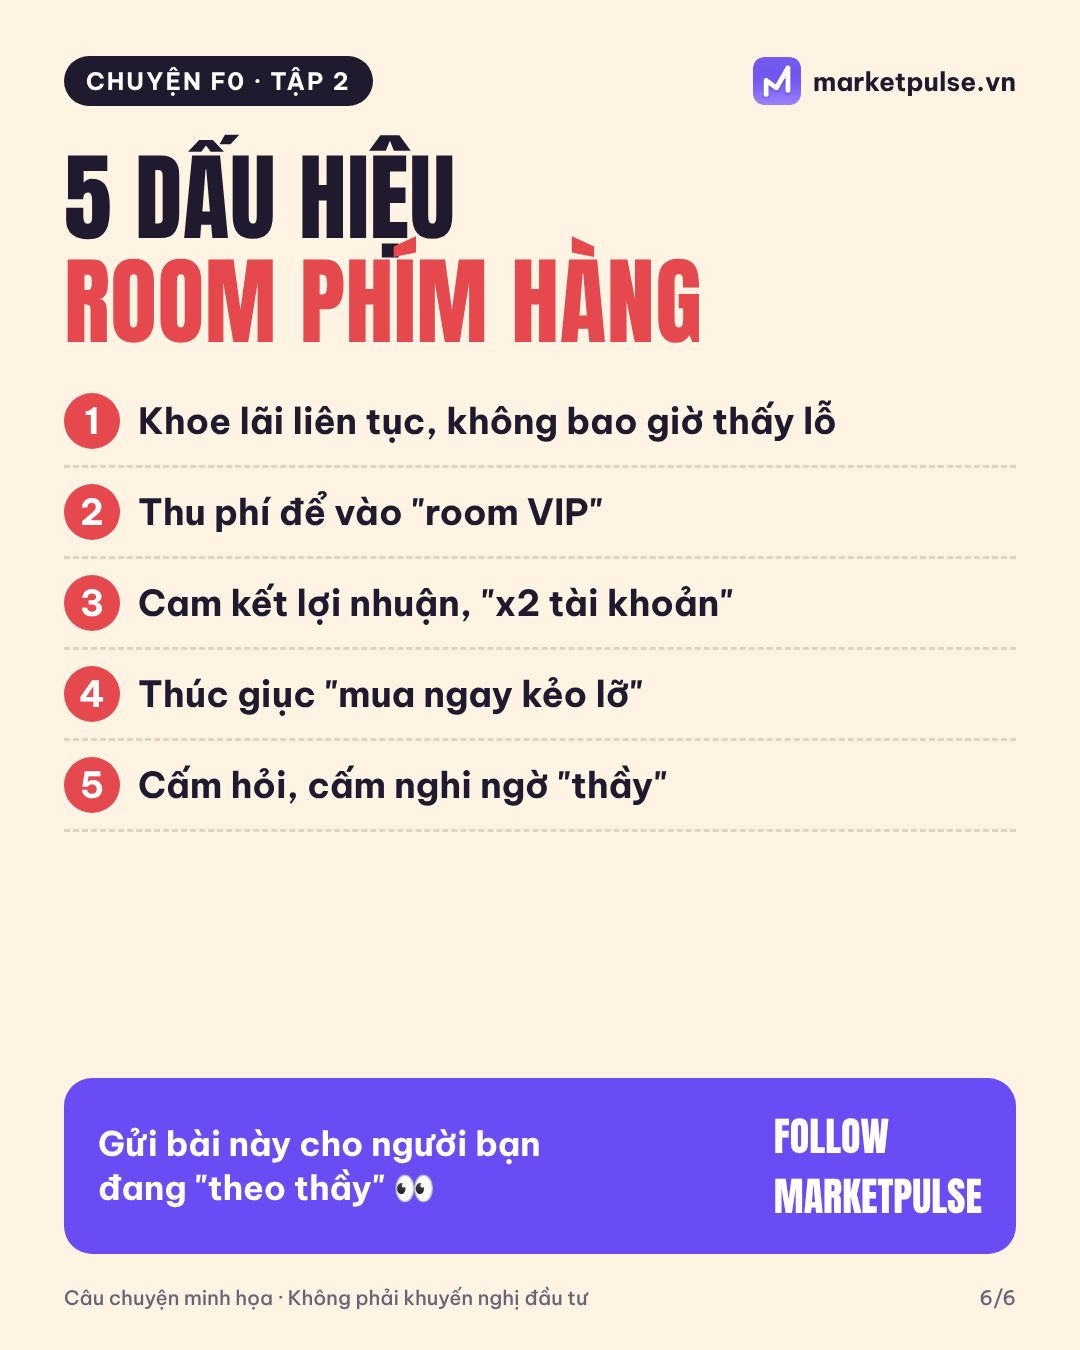 CHUYỆN F0 · TẬP 2
marketpulse.vn
5 DẤU HIỆU
ROOM PHÍM HÀNG
1 Khoe lãi liên tục, không bao giờ thấy lỗ
2 Thu phí để vào "room VIP"
3 Cam kết lợi nhuận, "x2 tài khoản"
4 Thúc giục "mua ngay kẻo lỡ"
5 Cấm hỏi, cấm nghi ngờ "thầy"
Gửi bài này cho người bạn
đang "theo thầy" 👀
FOLLOW
MARKETPULSE
Câu chuyện minh họa · Không phải khuyến nghị đầu tư
6/6